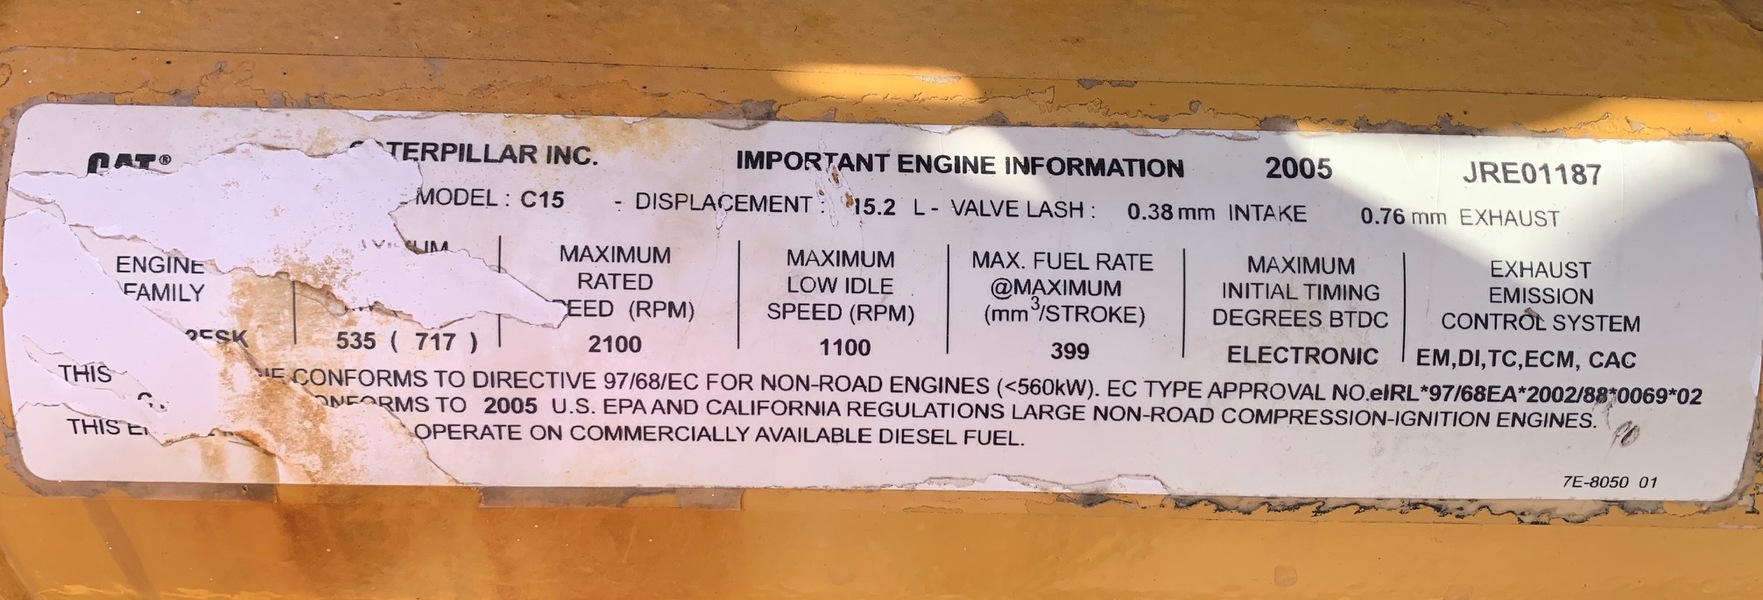 CAT® CATERPILLAR INC. IMPORTANT ENGINE INFORMATION 2005 JRE01187
MODEL : C15 - DISPLACEMENT : 15.2 L - VALVE LASH : 0.38 mm INTAKE 0.76 mm EXHAUST
ENGINE
FAMILY
535 ( 717 )
MAXIMUM
RATED
EED (RPM)
2100
MAXIMUM
LOW IDLE
SPEED (RPM)
1100
MAX. FUEL RATE
@MAXIMUM
(mm³/STROKE)
399
MAXIMUM
INITIAL TIMING
DEGREES BTDC
ELECTRONIC
EXHAUST
EMISSION
CONTROL SYSTEM
EM,DI,TC,ECM, CAC
THIS CONFORMS TO DIRECTIVE 97/68/EC FOR NON-ROAD ENGINES (<560kW). EC TYPE APPROVAL NO.eIRL*97/68EA*2002/88*0069*02
CONFORMS TO 2005 U.S. EPA AND CALIFORNIA REGULATIONS LARGE NON-ROAD COMPRESSION-IGNITION ENGINES.
THIS OPERATE ON COMMERCIALLY AVAILABLE DIESEL FUEL.
7E-8050 01